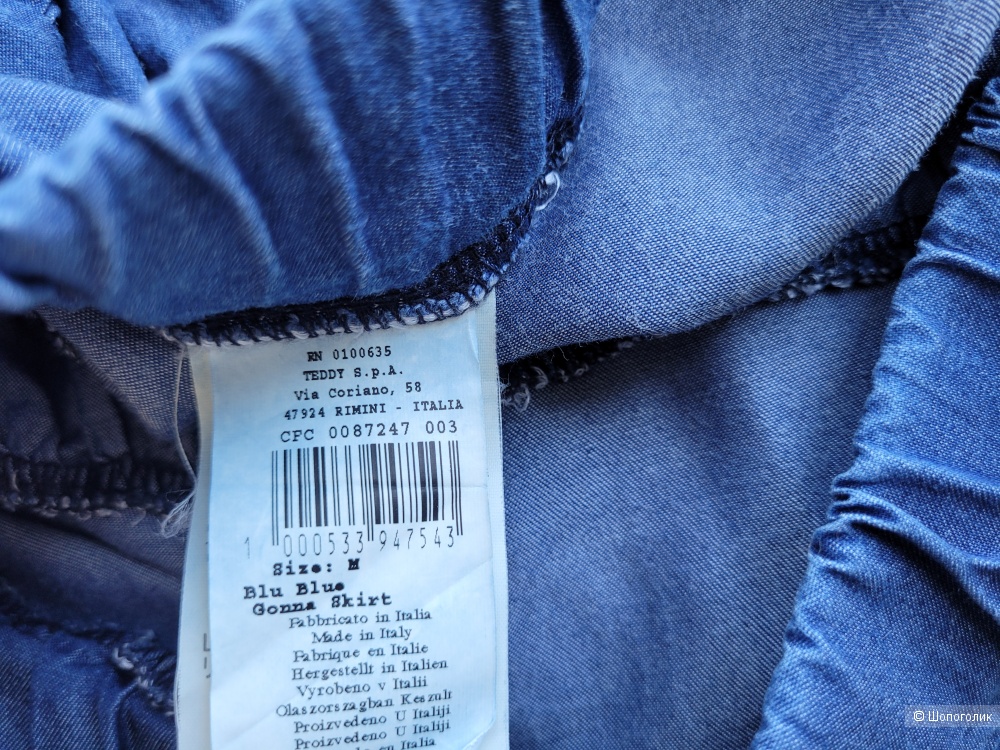 RN 0100635
TEDDY S.p.A.
Via Coriano, 58
47924 RIMINI - ITALIA
CFC 0087247 003
1 000533 947543
Size: M
Blu Blue
Gonna Skirt
Fabbricato in Italia
Made in Italy
Fabrique en Italie
Hergestellt in Italien
Vyrobeno v Italii
Olaszorszagban Keszult
Proizvedeno U Italiji
Proizvedeno U Italiji
Italia
© Шопоголик